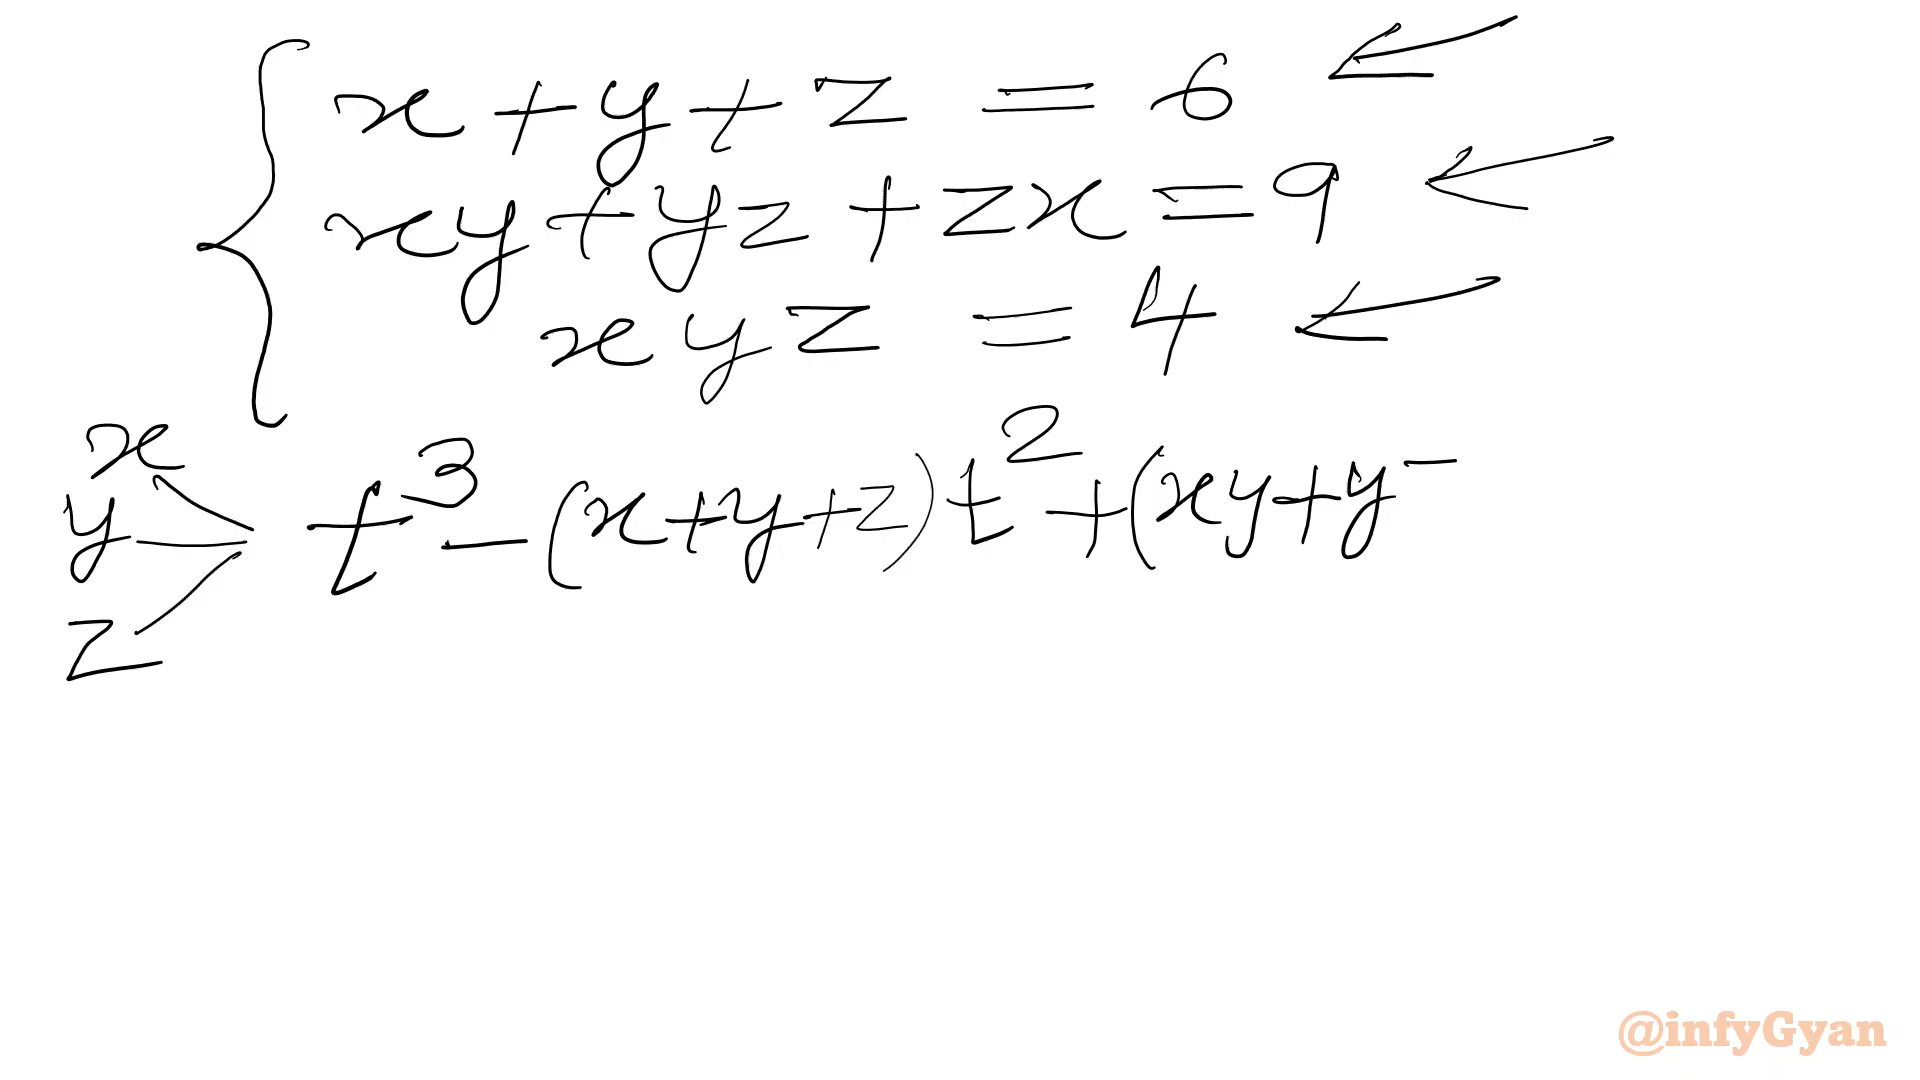 x + y + z = 6
xy + yz + zx = 9
xyz = 4
x
y
z
t³ - (x+y+z)t² + (xy+y
@infyGyan